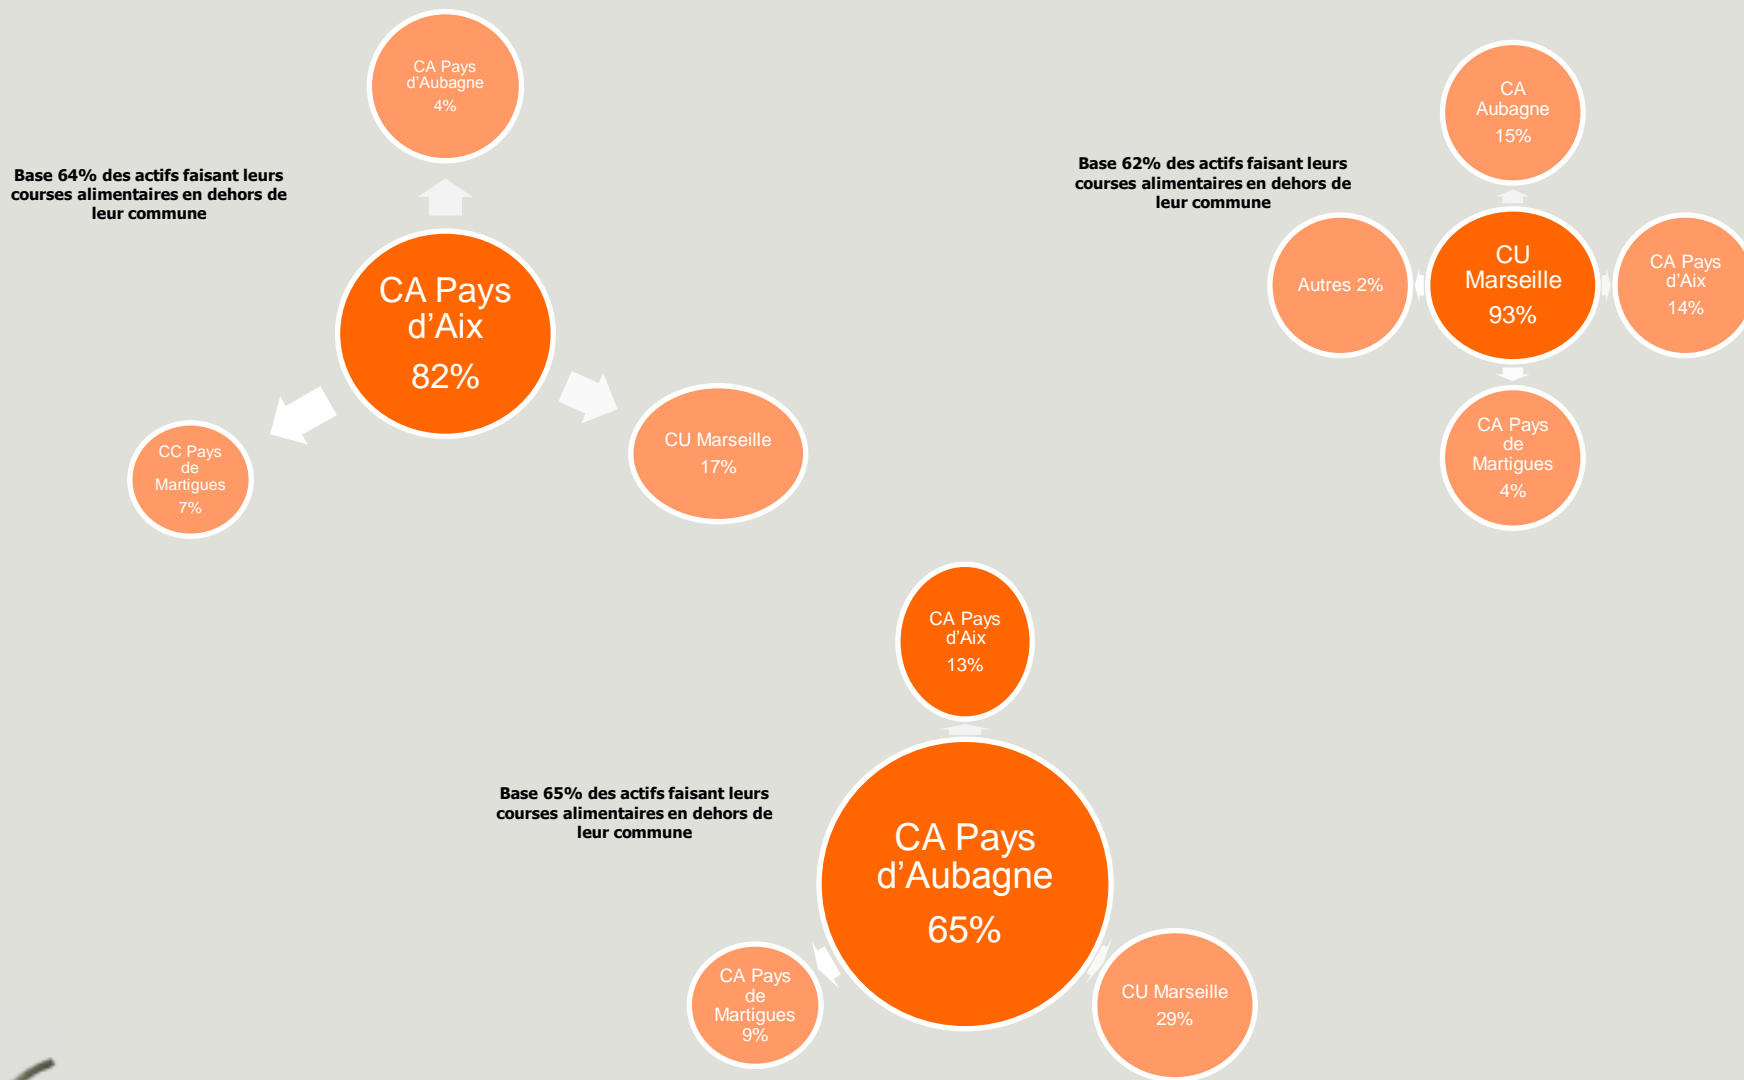 CA Pays
d'Aubagne
4%
Base 64% des actifs faisant leurs
courses alimentaires en dehors de
leur commune
CA Pays
d'Aix
82%
CC Pays
de
Martigues
7%
CU Marseille
17%
CA
Aubagne
15%
Base 62% des actifs faisant leurs
courses alimentaires en dehors de
leur commune
Autres 2%
CU
Marseille
93%
CA Pays
d'Aix
14%
CA Pays
de
Martigues
4%
CA Pays
d'Aix
13%
Base 65% des actifs faisant leurs
courses alimentaires en dehors de
leur commune
CA Pays
d'Aubagne
65%
CA Pays
de
Martigues
9%
CU Marseille
29%